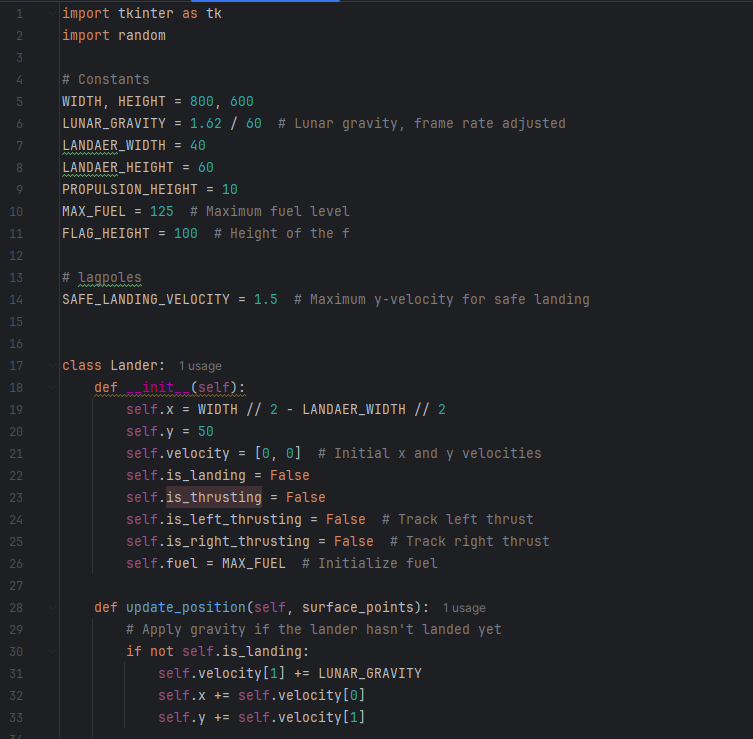 1 import tkinter as tk
2 import random
3
4 # Constants
5 WIDTH, HEIGHT = 800, 600
6 LUNAR_GRAVITY = 1.62 / 60  # Lunar gravity, frame rate adjusted
7 LANDAER_WIDTH = 40
8 LANDAER_HEIGHT = 60
9 PROPULSION_HEIGHT = 10
10 MAX_FUEL = 125  # Maximum fuel level
11 FLAG_HEIGHT = 100  # Height of the f
12
13 # lagpoles
14 SAFE_LANDING_VELOCITY = 1.5  # Maximum y-velocity for safe landing
15
16
17 class Lander: 1 usage
18     def __init__(self):
19         self.x = WIDTH // 2 - LANDAER_WIDTH // 2
20         self.y = 50
21         self.velocity = [0, 0]  # Initial x and y velocities
22         self.is_landing = False
23         self.is_thrusting = False
24         self.is_left_thrusting = False  # Track left thrust
25         self.is_right_thrusting = False  # Track right thrust
26         self.fuel = MAX_FUEL  # Initialize fuel
27
28     def update_position(self, surface_points): 1 usage
29         # Apply gravity if the lander hasn't landed yet
30         if not self.is_landing:
31             self.velocity[1] += LUNAR_GRAVITY
32             self.x += self.velocity[0]
33             self.y += self.velocity[1]